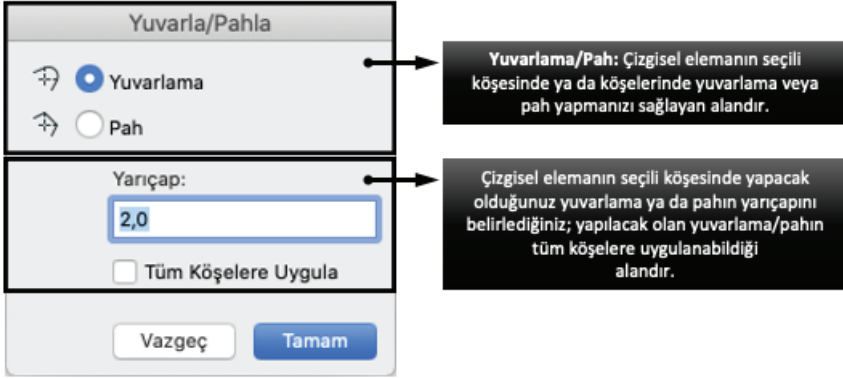 Yuvarla/Pahla
Yuvarlama
Pah
Yuvarlama/Pah: Çizgisel elemanın seçili
köşesinde ya da köşelerinde yuvarlama veya
pah yapmanızı sağlayan alandır.
Yarıçap:
2,0
Tüm Köşelere Uygula
Çizgisel elemanın seçili köşesinde yapacak
olduğunuz yuvarlama ya da pahın yarıçapını
belirlediğiniz; yapılacak olan yuvarlama/pahın
tüm köşelere uygulanabildiği
alandır.
Vazgeç
Tamam